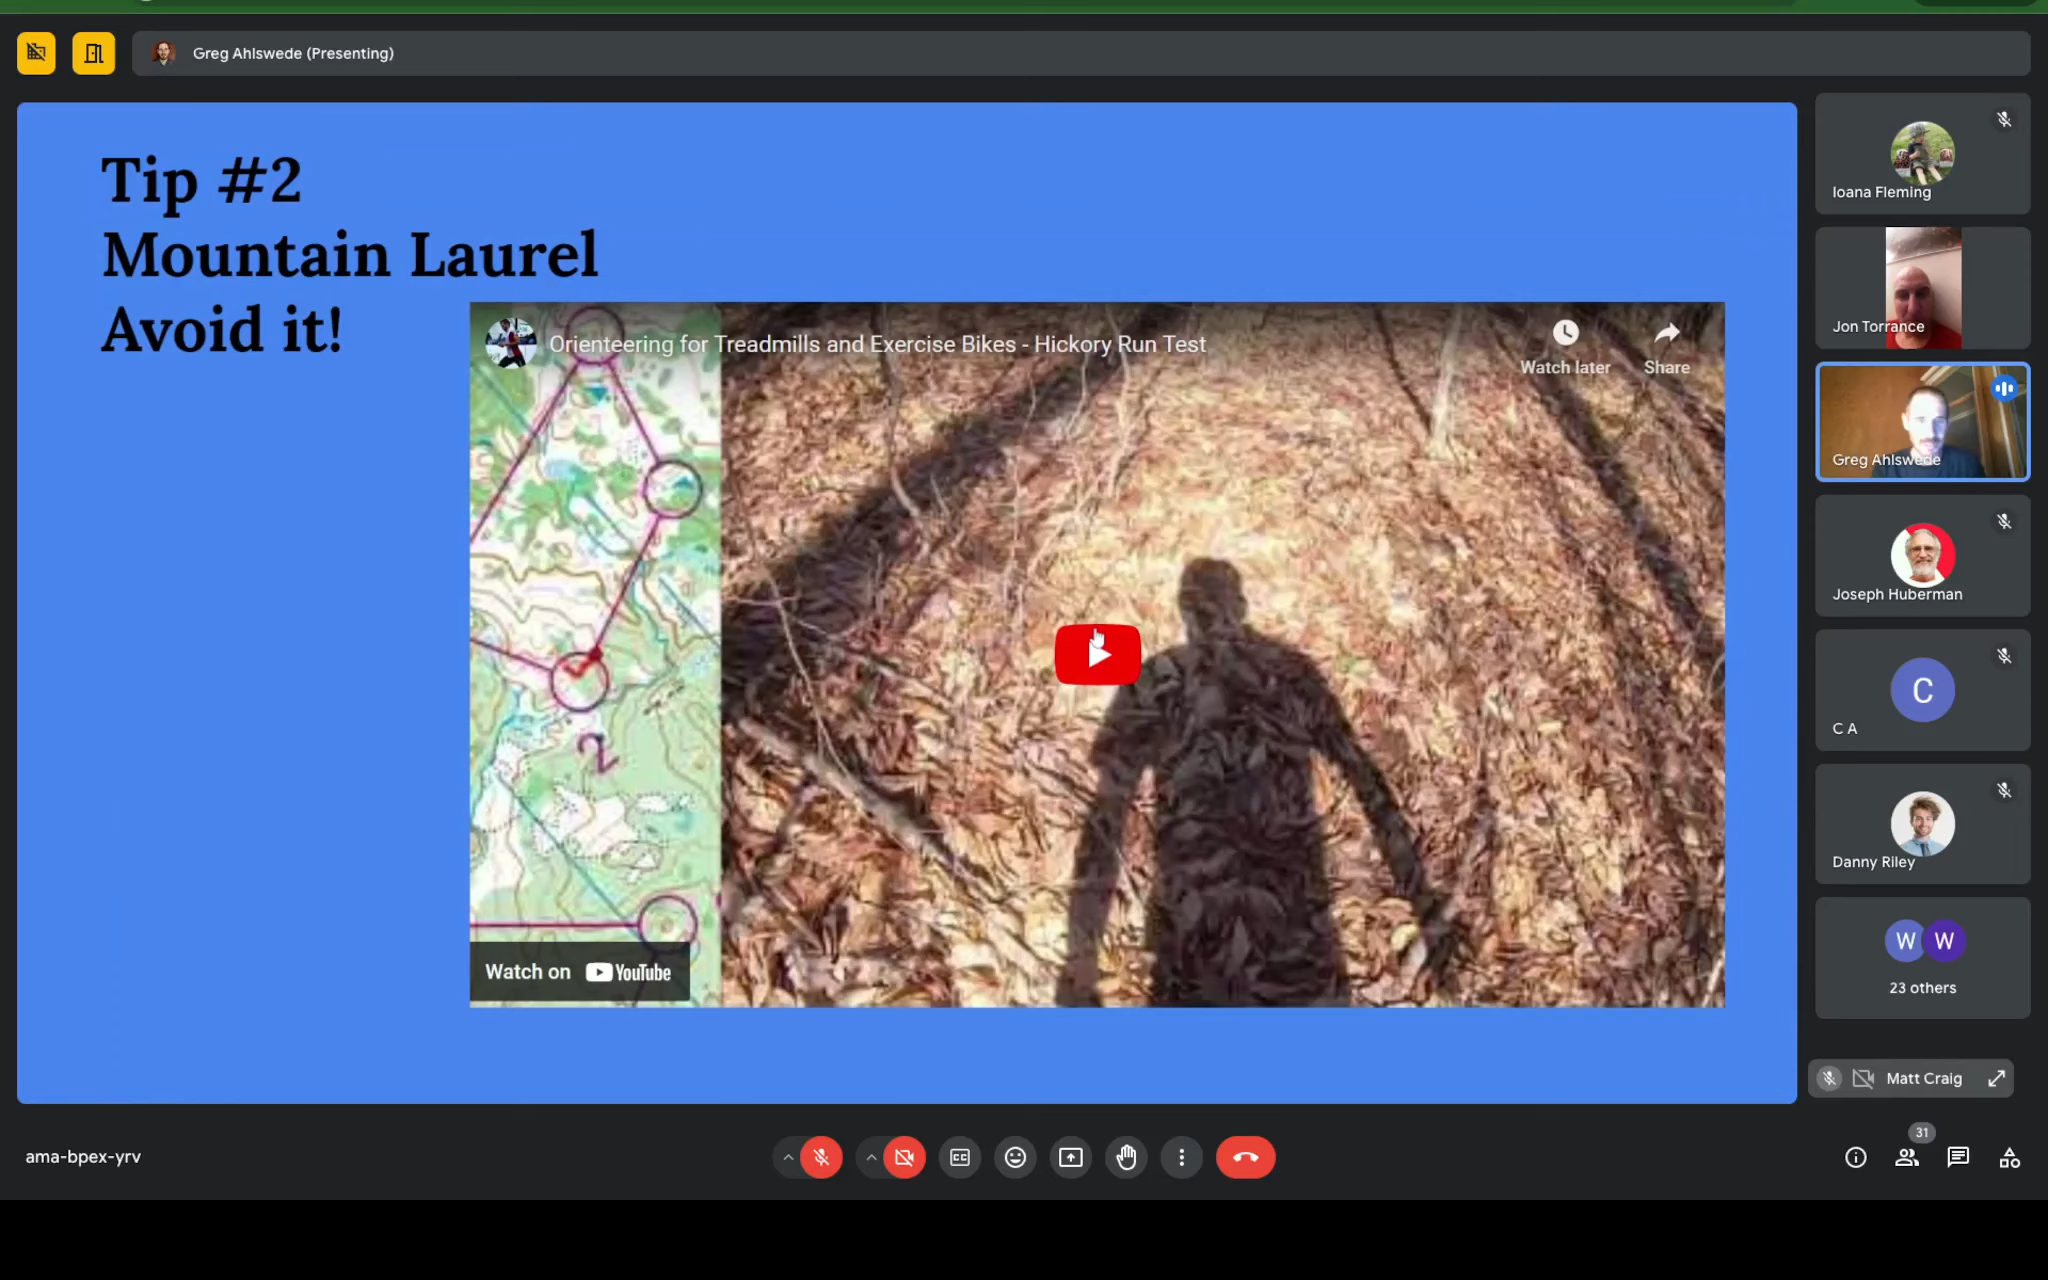 Greg Ahlswede (Presenting)
Tip #2
Mountain Laurel
Avoid it!
Orienteering for Treadmills and Exercise Bikes - Hickory Run Test
Watch later
Share
2
Watch on YouTube
Ioana Fleming
Jon Torrance
Greg Ahlswede
Joseph Huberman
C
C A
Danny Riley
W W
23 others
Matt Craig
ama-bpex-yrv
CC
31